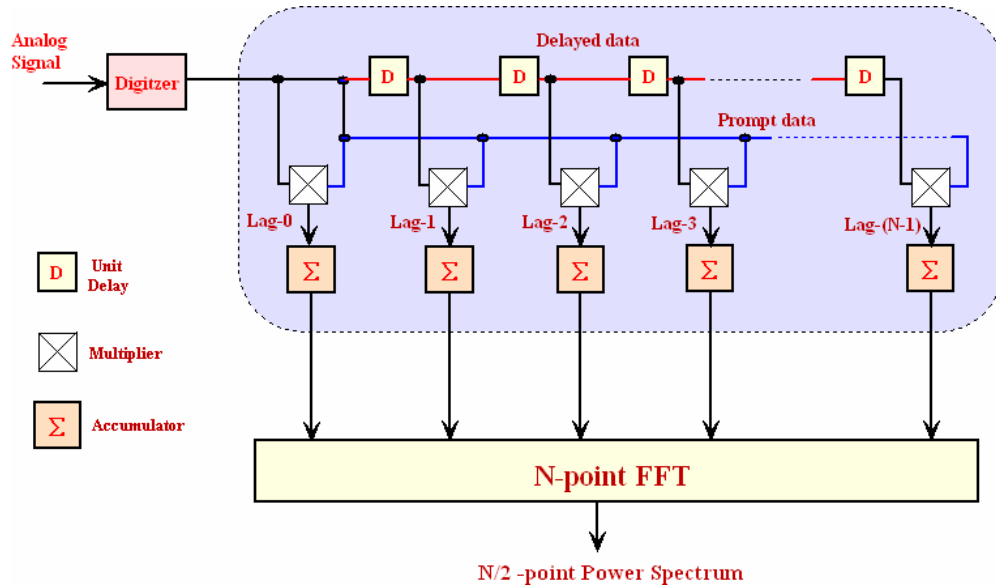 Analog
Signal
Digitzer
Delayed data
D
D
D
D
Prompt data
Lag-0
Lag-1
Lag-2
Lag-3
Lag-(N-1)
Σ
Σ
Σ
Σ
Σ
D
Unit
Delay
Multiplier
Σ
Accumulator
N-point FFT
N/2 -point Power Spectrum